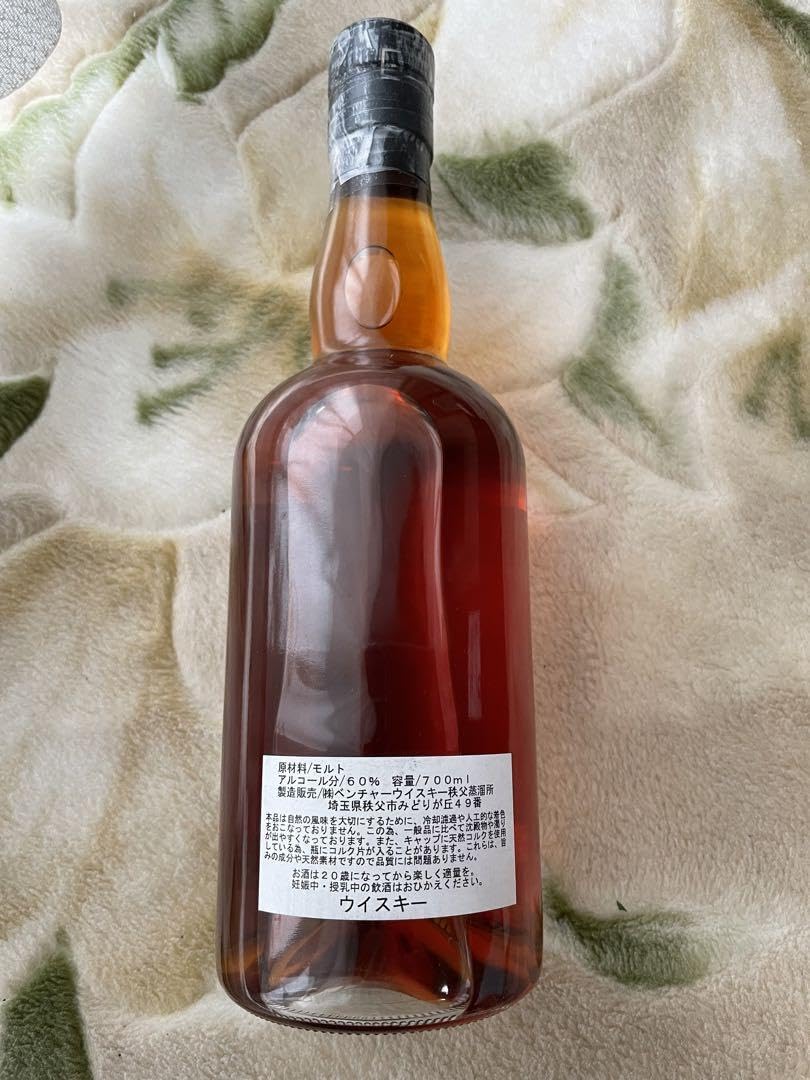 原材料/モルト
アルコール分/６０％　容量/７００ｍｌ
製造販売/㈱ベンチャーウイスキー秩父蒸溜所
埼玉県秩父市みどりが丘４９番
本品は自然の風味を大切にするために、冷却濾過や人工的な着色
をおこなっておりません。この為、一般品に比べて沈殿物や濁り
が出やすくなっております。また、キャップに天然コルクを使用
している為、瓶にコルク片が入ることがあります。これらは、旨
みの成分や天然素材ですので品質には問題ありません。
お酒は２０歳になってから楽しく適量を。
妊娠中・授乳中の飲酒はおひかえください。
ウイスキー